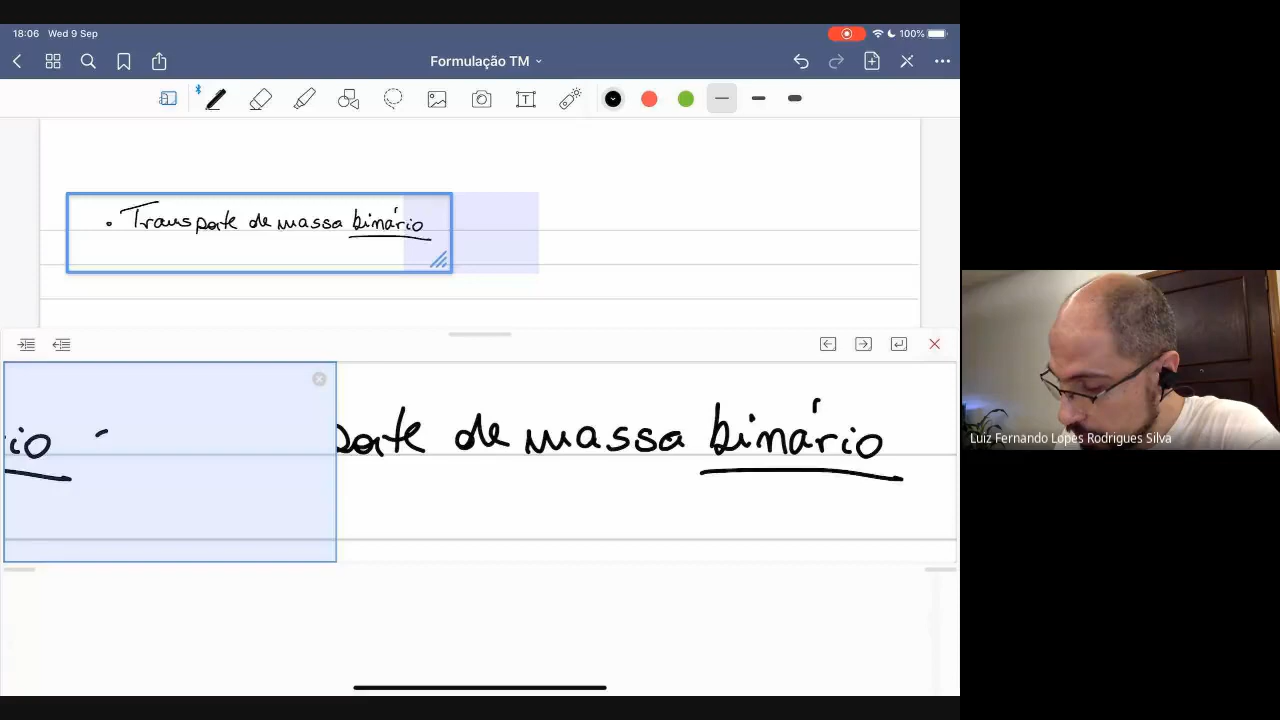 18:06 Wed 9 Sep
100%
Formulação TM
T
• Transporte de massa binário
io -
porte de massa binário
Luiz Fernando Lopes Rodrigues Silva